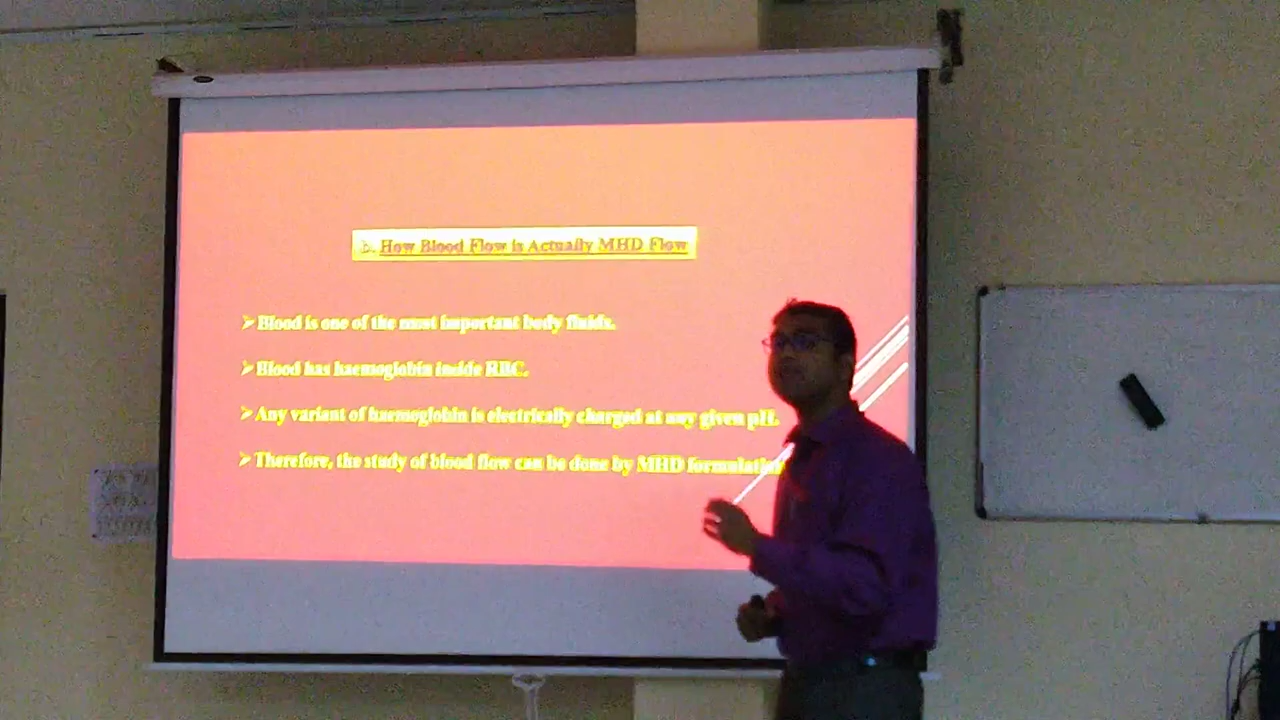 b. How Blood Flow is Actually MHD Flow
➢Blood is one of the most important body fluids.
➢Blood has haemoglobin inside RBC.
➢Any variant of haemoglobin is electrically charged at any given pH.
➢Therefore, the study of blood flow can be done by MHD formulation